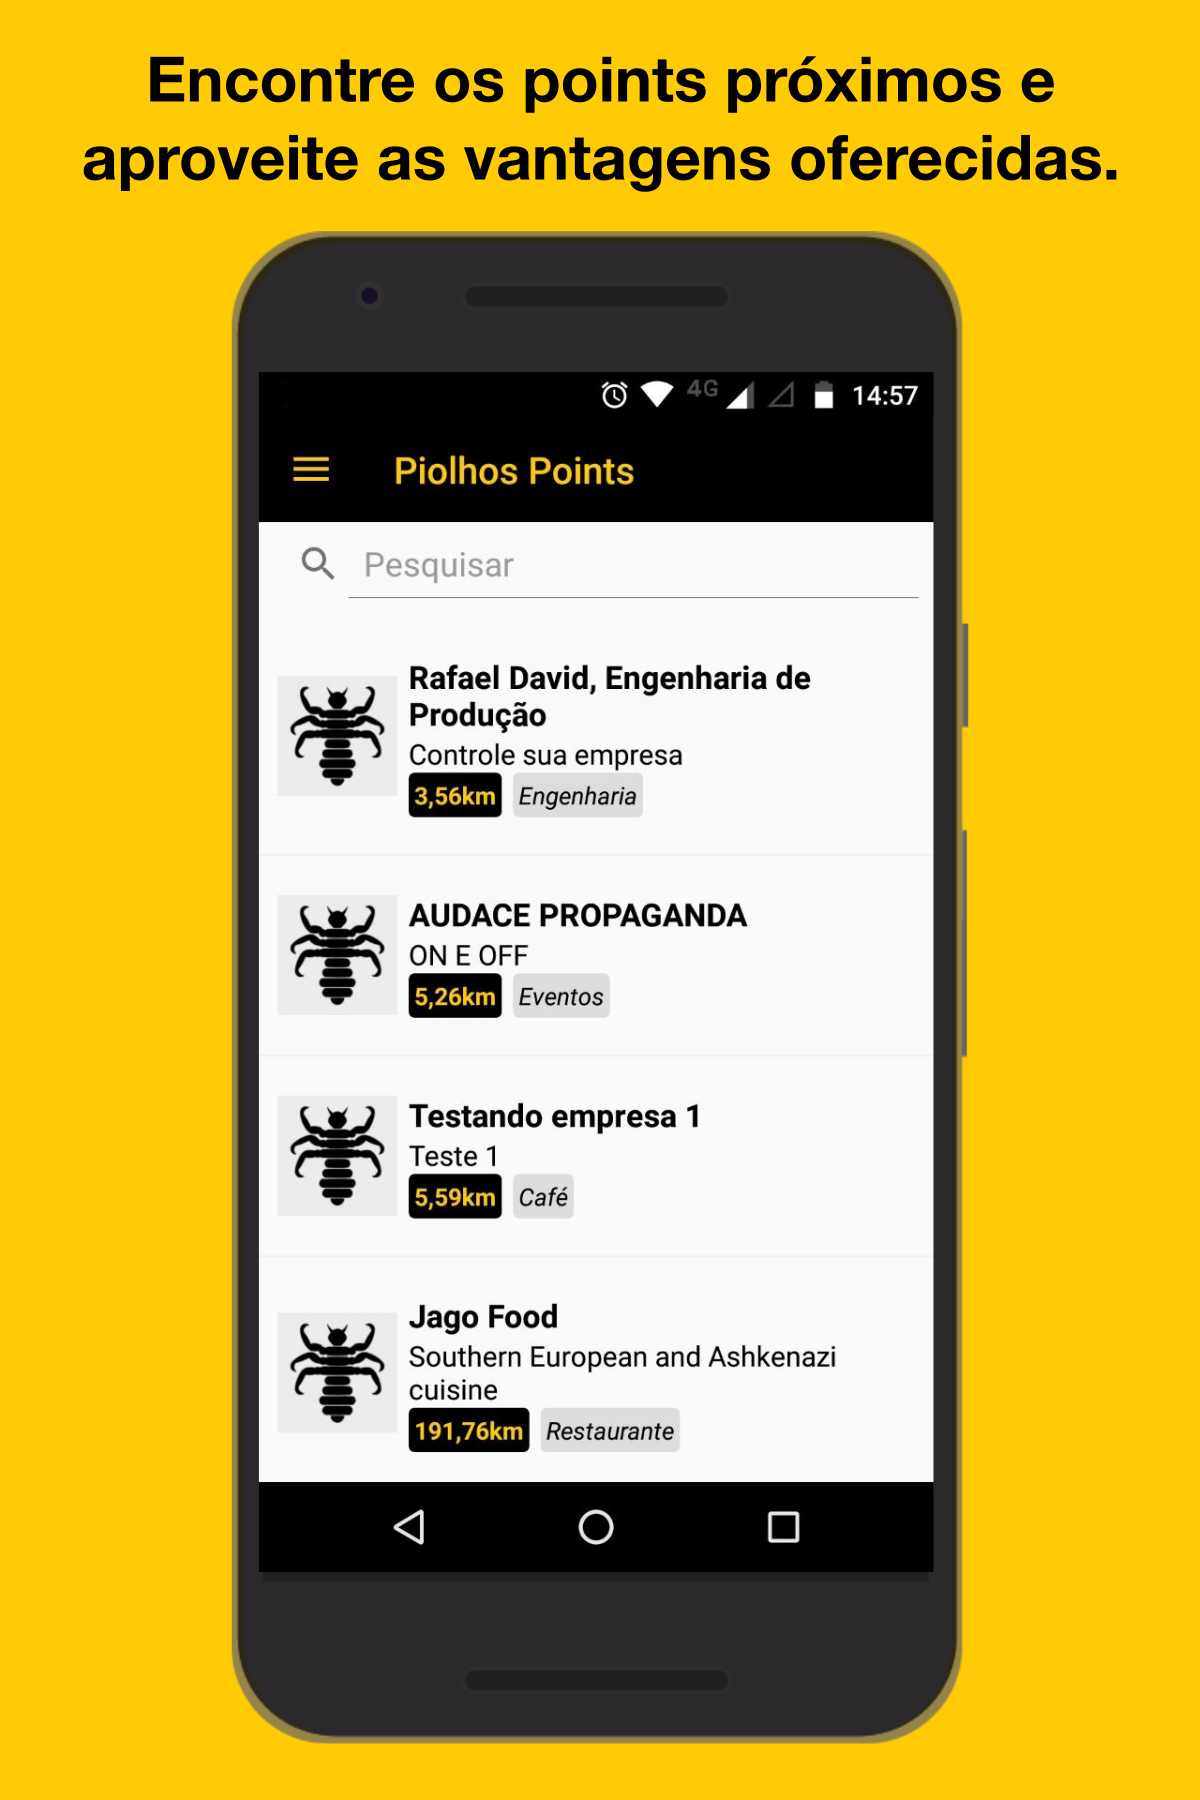 Encontre os points próximos e
aproveite as vantagens oferecidas.
4G 14:57
Piolhos Points
Pesquisar
Rafael David, Engenharia de
Produção
Controle sua empresa
3,56km Engenharia
AUDACE PROPAGANDA
ON E OFF
5,26km Eventos
Testando empresa 1
Teste 1
5,59km Café
Jago Food
Southern European and Ashkenazi
cuisine
191,76km Restaurante